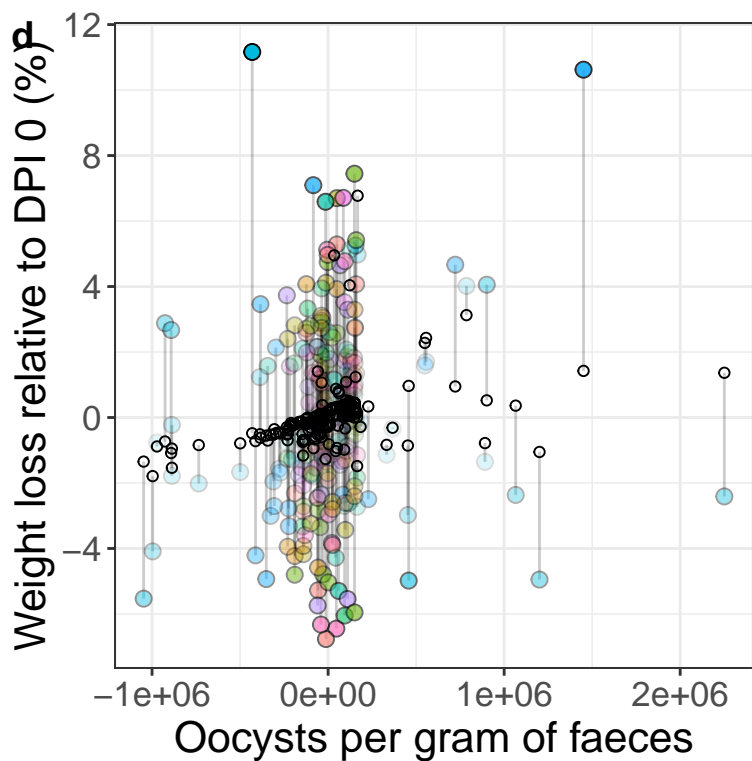 d
Weight loss relative to DPI 0 (%)
12
8
4
0
−4
−1e+06 0e+00 1e+06 2e+06
Oocysts per gram of faeces